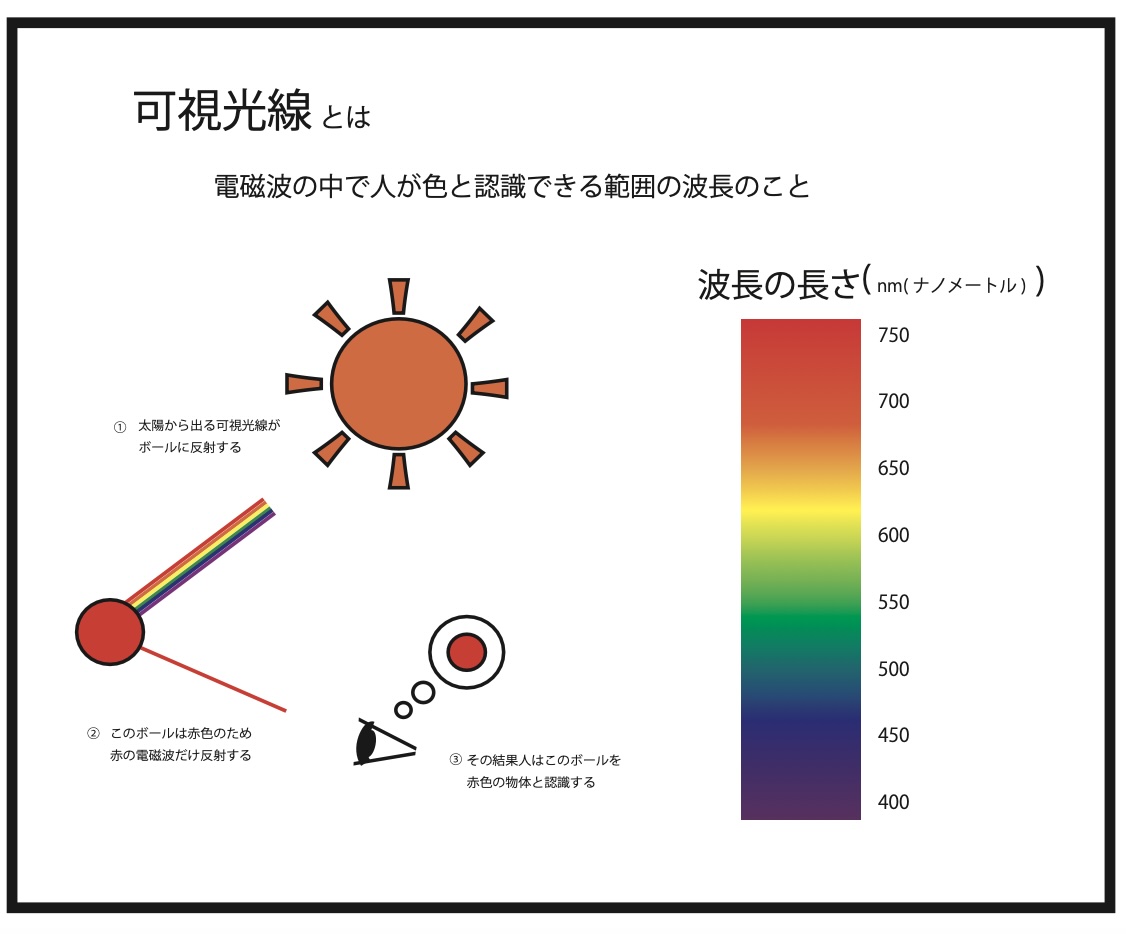 可視光線 とは
電磁波の中で人が色と認識できる範囲の波長のこと
波長の長さ( nm( ナノメートル ) )
750
700
650
600
550
500
450
400
① 太陽から出る可視光線が
ボールに反射する
② このボールは赤色のため
赤の電磁波だけ反射する
③ その結果人はこのボールを
赤色の物体と認識する